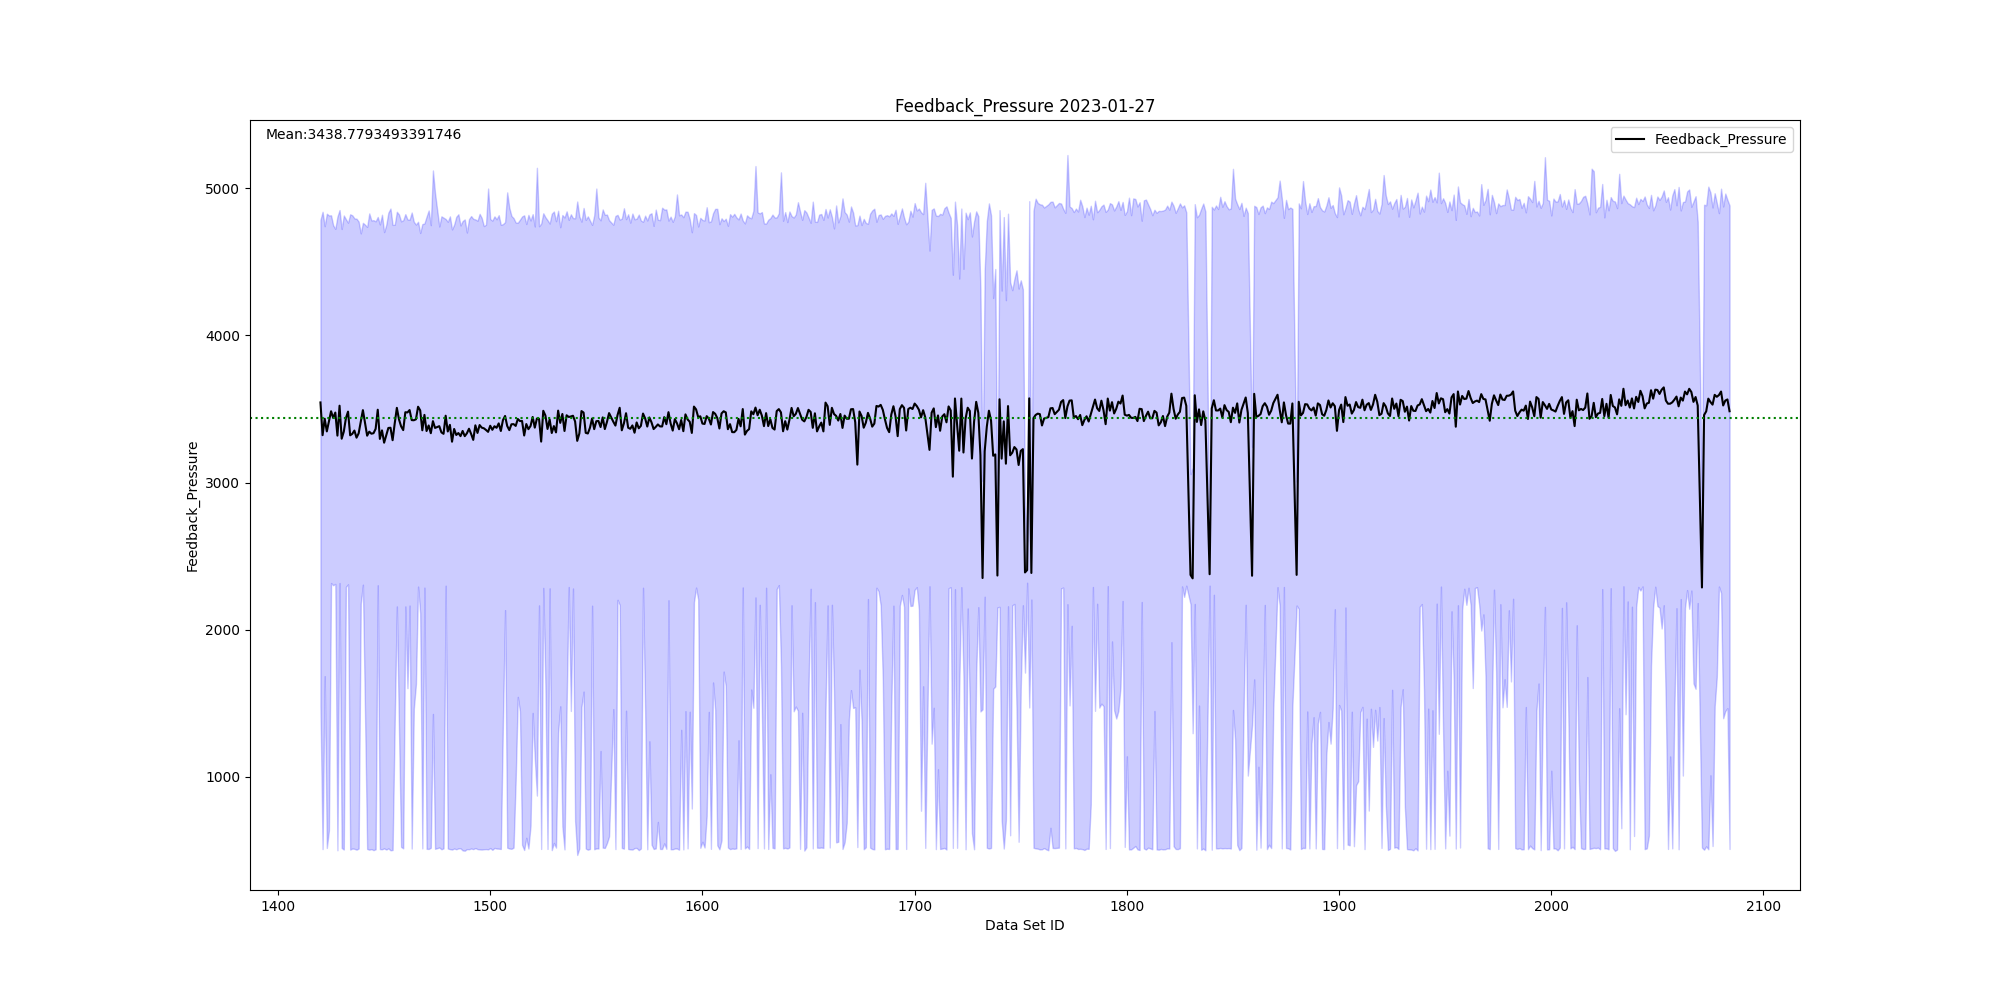 Feedback_Pressure 2023-01-27
Mean:3438.7793493391746
Feedback_Pressure
5000
4000
3000
2000
1000
Feedback_Pressure
1400 1500 1600 1700 1800 1900 2000 2100
Data Set ID